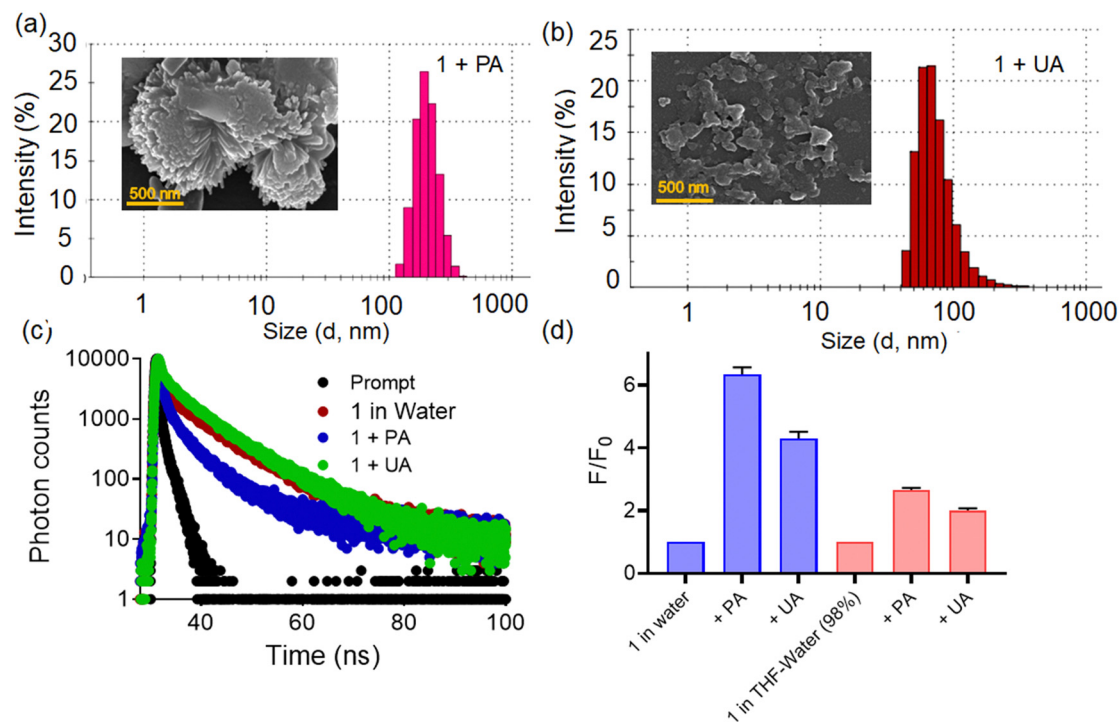 (a)
1 + PA
30
25
20
15
10
5
0
Intensity (%)
500 nm
1
10
100
1000
Size (d, nm)
(b)
1 + UA
25
20
15
10
5
0
Intensity (%)
500 nm
1
10
100
1000
Size (d, nm)
(c)
10000
1000
100
10
1
Photon counts
Prompt
1 in Water
1 + PA
1 + UA
40
60
80
100
Time (ns)
(d)
6
4
2
0
F/F₀
1 in water
+ PA
+ UA
1 in THF-Water (98%)
+ PA
+ UA